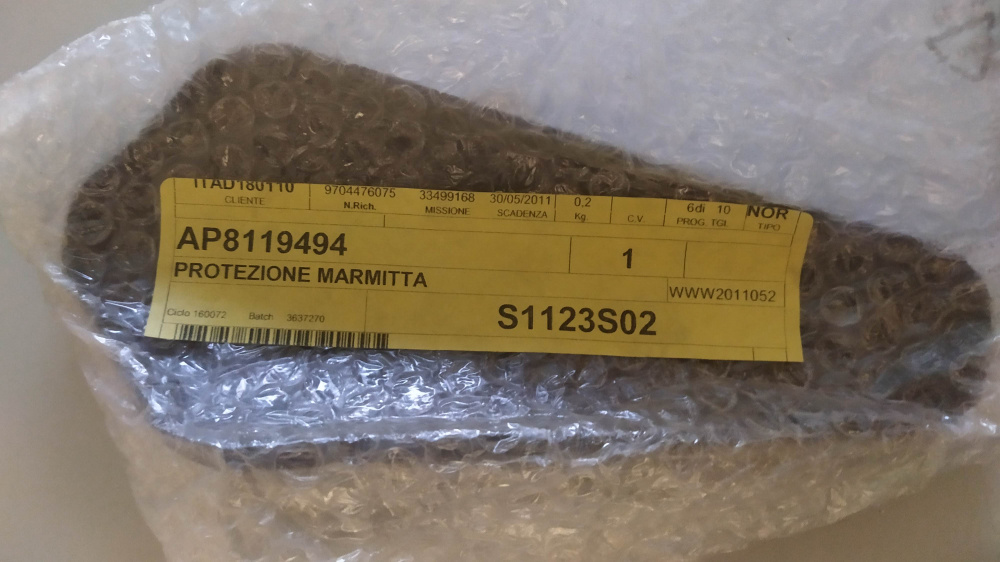 ITAD180110 9704476075 33499168 30/05/2011 0,2 6di 10 NOR
CLIENTE N.Rich. MISSIONE SCADENZA Kg. C.V. PROG. TGI. TIPO
AP8119494 1
PROTEZIONE MARMITTA WWW2011052
Ciclo 160072 Batch 3637270 S1123S02